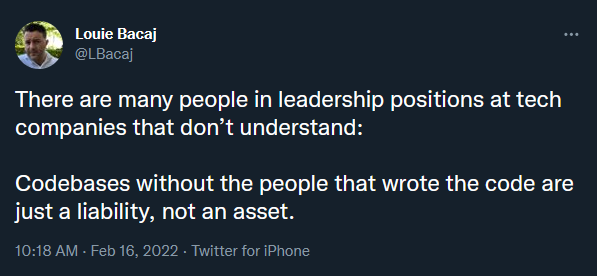 Louie Bacaj
@LBacaj
There are many people in leadership positions at tech
companies that don’t understand:
Codebases without the people that wrote the code are
just a liability, not an asset.
10:18 AM · Feb 16, 2022 · Twitter for iPhone